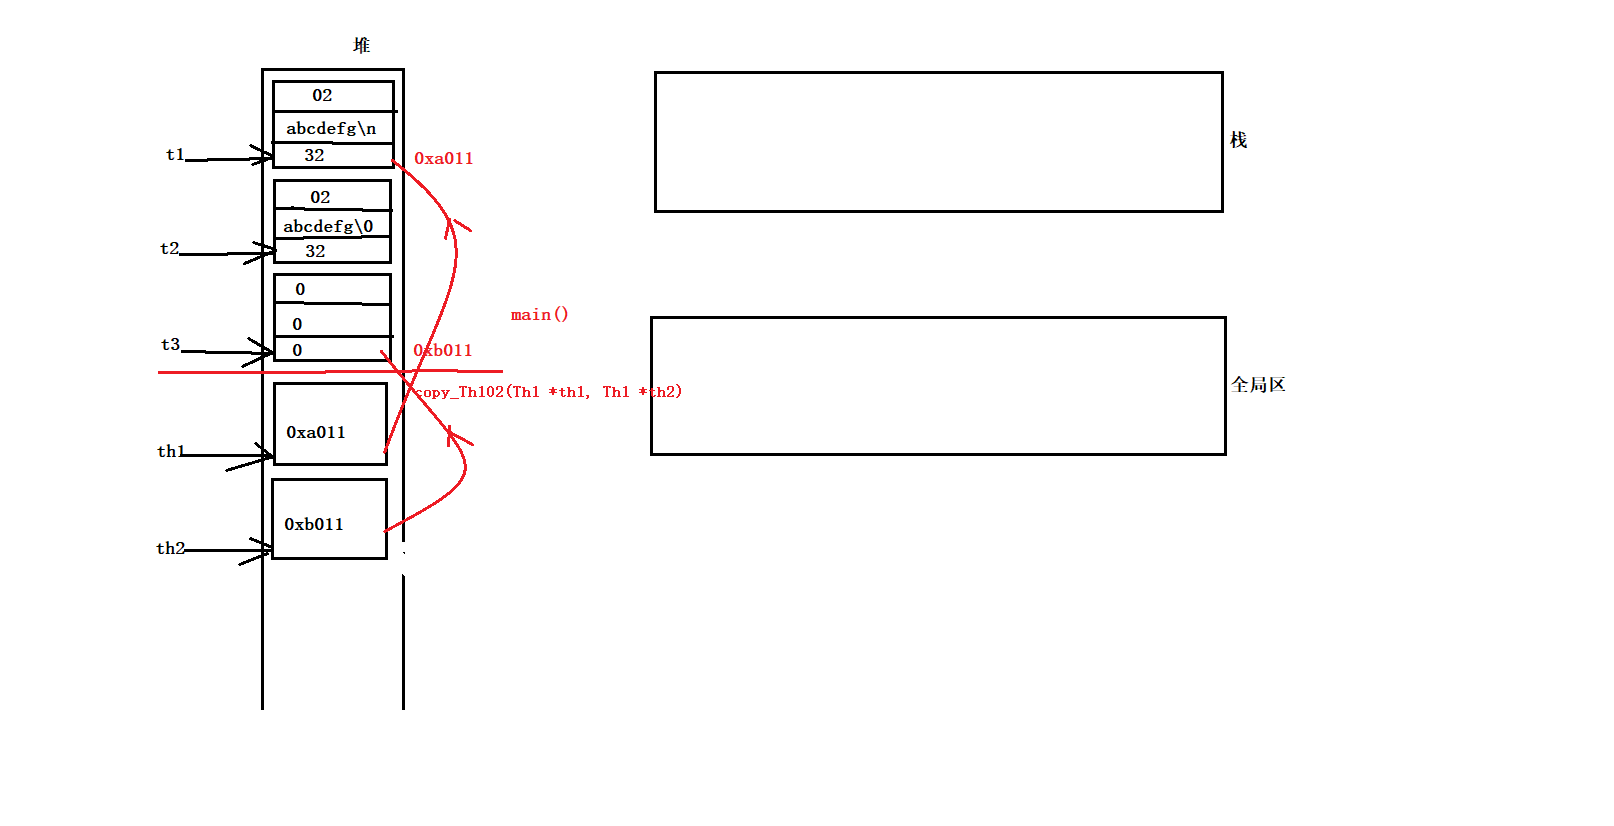 堆
02
abcdefg\n
t1
32
0xa011
栈
02
abcdefg\0
t2
32
0
0
main()
t3
0
0xb011
copy_Th102(Th1 *th1, Th1 *th2)
全局区
0xa011
th1
0xb011
th2